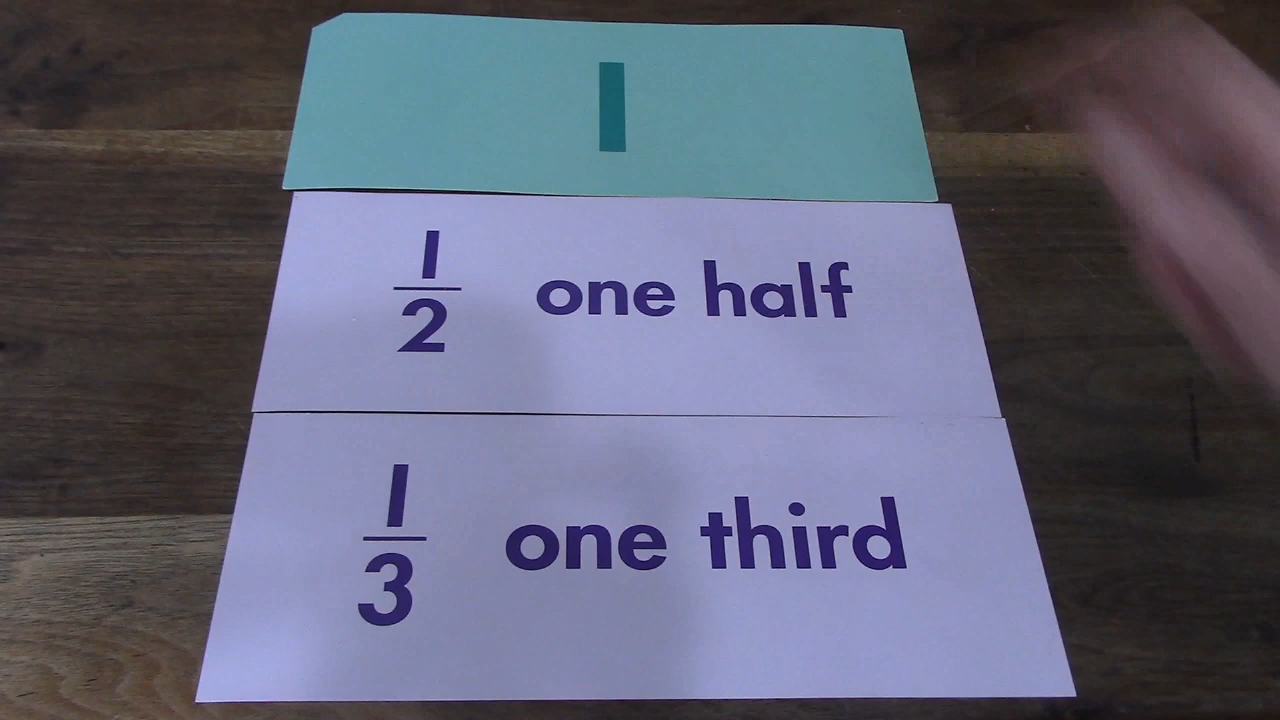 1
1/2 one half
1/3 one third